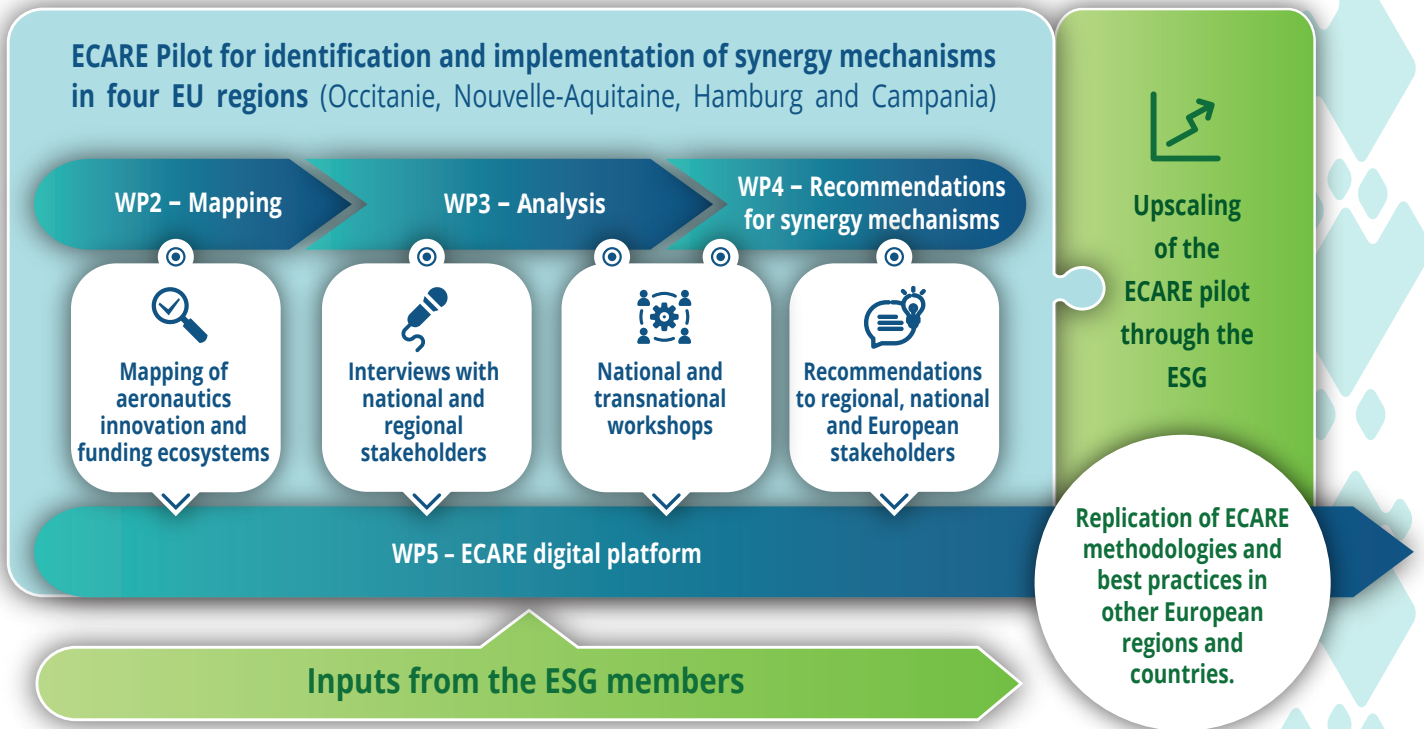 ECARE Pilot for identification and implementation of synergy mechanisms
in four EU regions (Occitanie, Nouvelle-Aquitaine, Hamburg and Campania)
WP2 – Mapping
WP3 – Analysis
WP4 – Recommendations
for synergy mechanisms
Mapping of
aeronautics
innovation and
funding ecosystems
Interviews with
national and
regional
stakeholders
National and
transnational
workshops
Recommendations
to regional, national
and European
stakeholders
WP5 – ECARE digital platform
Inputs from the ESG members
Upscaling
of the
ECARE pilot
through the
ESG
Replication of ECARE
methodologies and
best practices in
other European
regions and
countries.